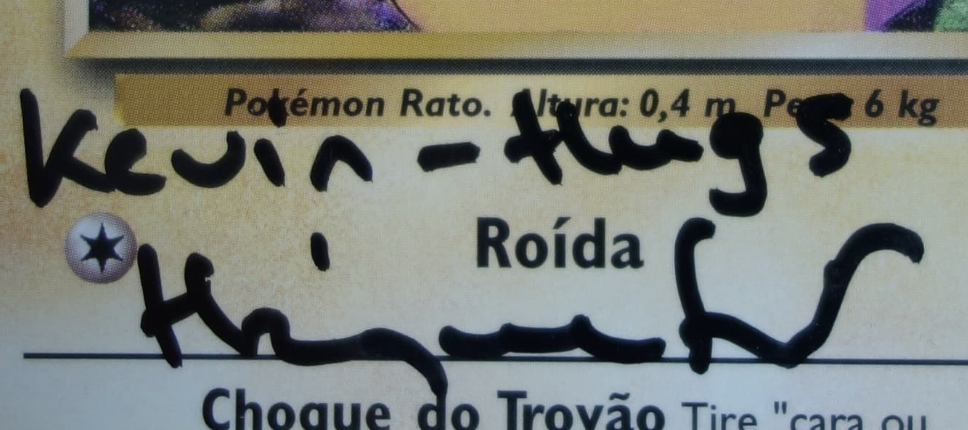 Pokémon Rato. Altura: 0,4 m Peso: 6 kg
Kevin - Hugs
Roída
Choque do Trovão Tire "cara ou